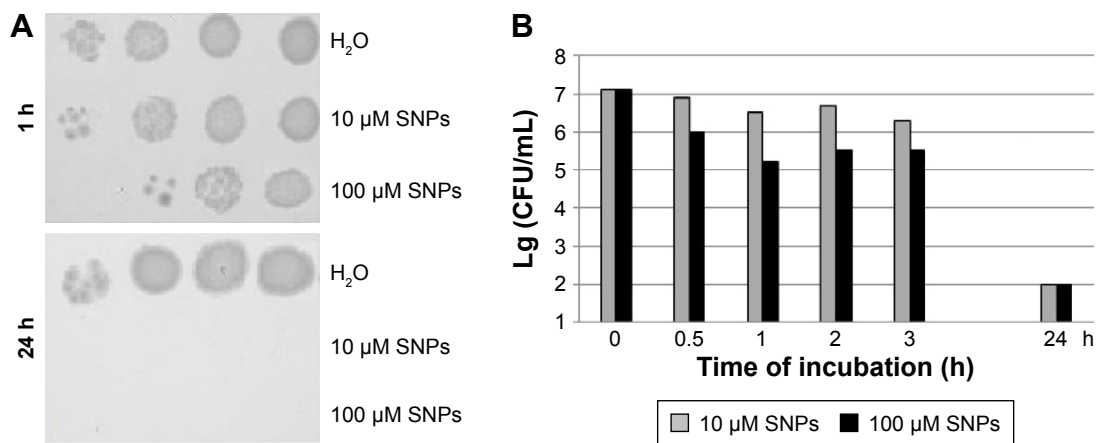 A
1 h
H₂O
10 µM SNPs
100 µM SNPs
24 h
H₂O
10 µM SNPs
100 µM SNPs
B
Lg (CFU/mL)
8
7
6
5
4
3
2
1
0 0.5 1 2 3 24 h
Time of incubation (h)
10 µM SNPs 100 µM SNPs